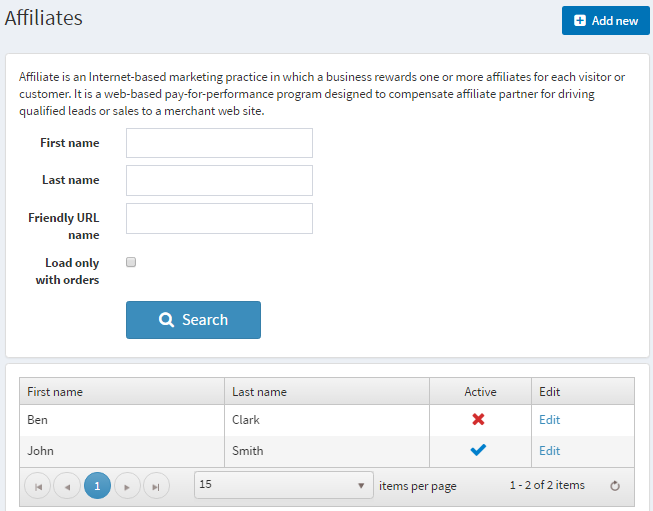 Affiliates
Add new
Affiliate is an Internet-based marketing practice in which a business rewards one or more affiliates for each visitor or
customer. It is a web-based pay-for-performance program designed to compensate affiliate partner for driving
qualified leads or sales to a merchant web site.
First name
Last name
Friendly URL
name
Load only
with orders
Search
First name Last name Active Edit
Ben Clark Edit
John Smith Edit
1 15 items per page 1 - 2 of 2 items